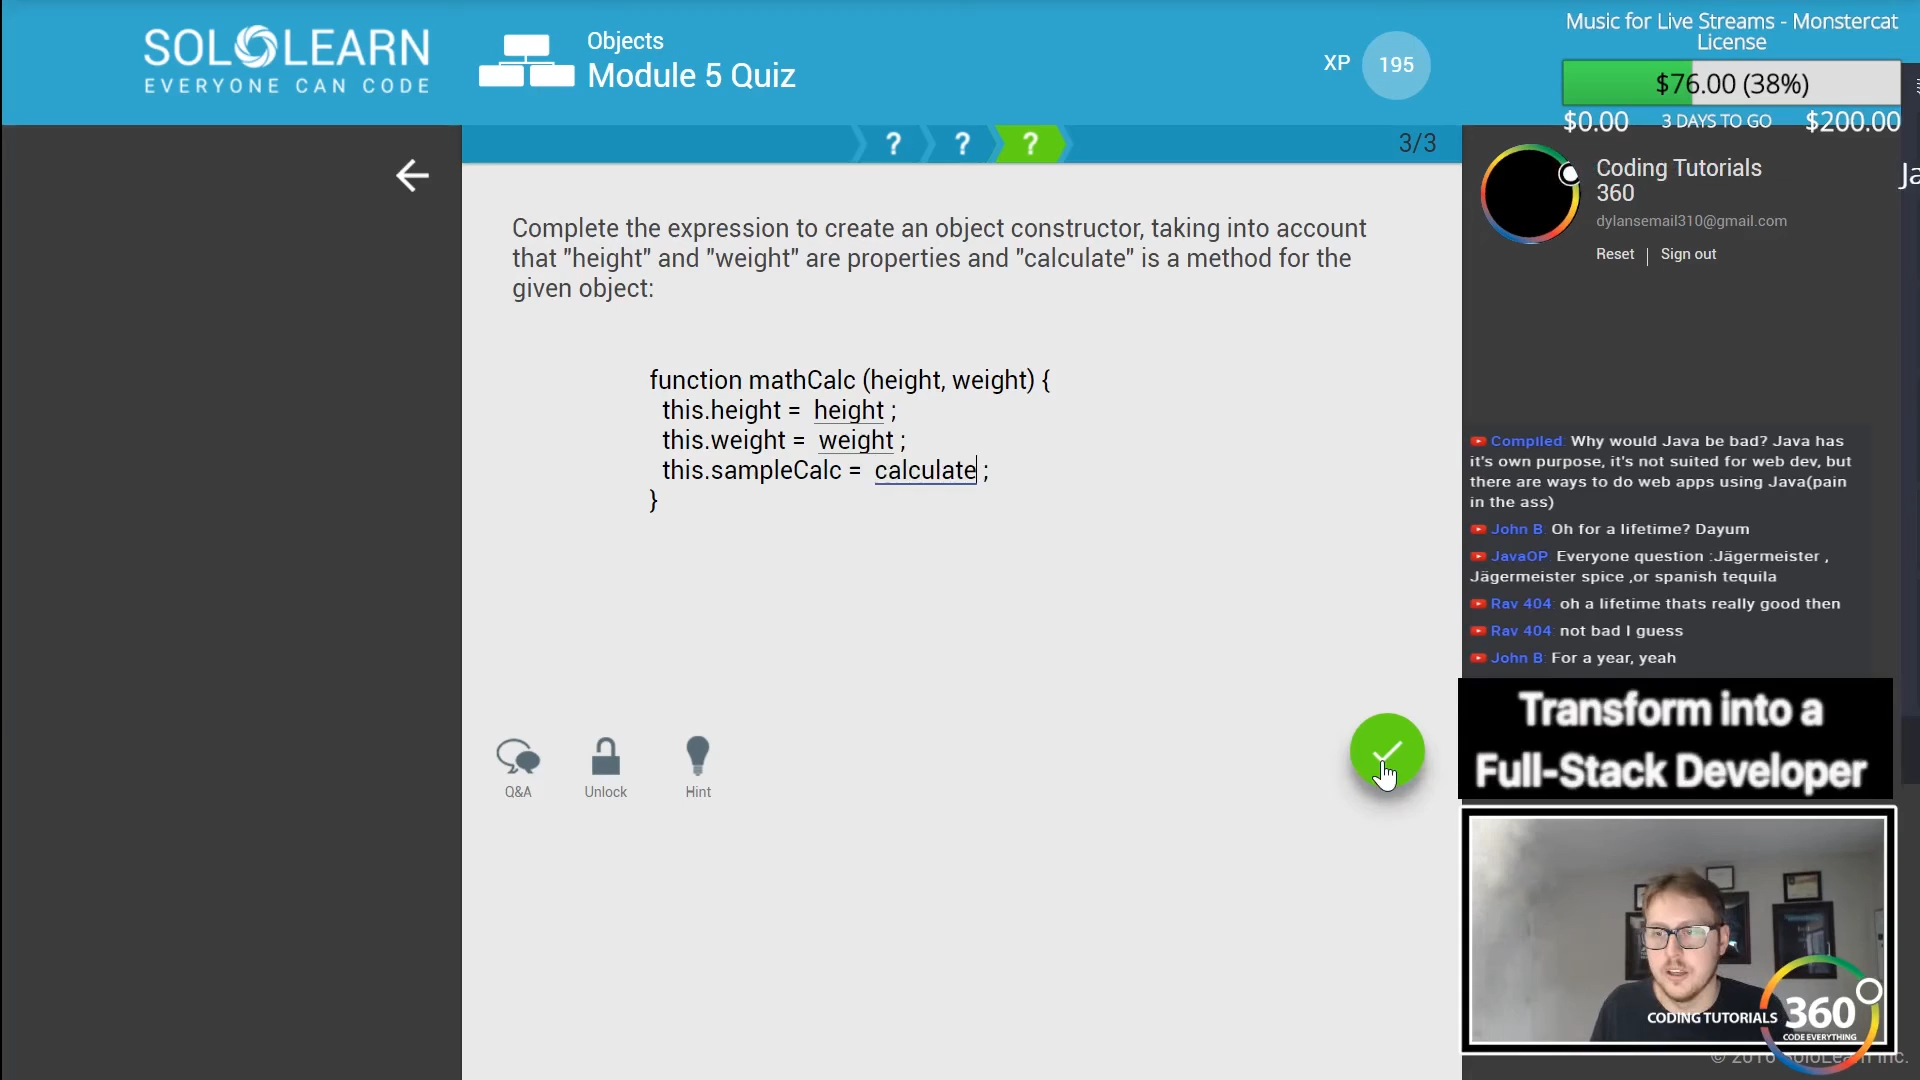 SOLOLEARN
EVERYONE CAN CODE
Objects
Module 5 Quiz
XP 195
Music for Live Streams - Monstercat
License
$76.00 (38%)
$0.00 3 DAYS TO GO $200.00
? ? ? 3/3
Coding Tutorials
360
dylansemail310@gmail.com
Reset | Sign out
Ja
Complete the expression to create an object constructor, taking into account
that "height" and "weight" are properties and "calculate" is a method for the
given object:
function mathCalc (height, weight) {
this.height = height ;
this.weight = weight ;
this.sampleCalc = calculate ;
}
Compiled: Why would Java be bad? Java has
it's own purpose, it's not suited for web dev, but
there are ways to do web apps using Java(pain
in the ass)
John B: Oh for a lifetime? Dayum
JavaOP: Everyone question :Jägermeister ,
Jägermeister spice ,or spanish tequila
Rav 404: oh a lifetime thats really good then
Rav 404: not bad I guess
John B: For a year, yeah
Q&A
Unlock
Hint
Transform into a
Full-Stack Developer
CODING TUTORIALS 360
CODE EVERYTHING
© 2016 SoloLearn Inc.